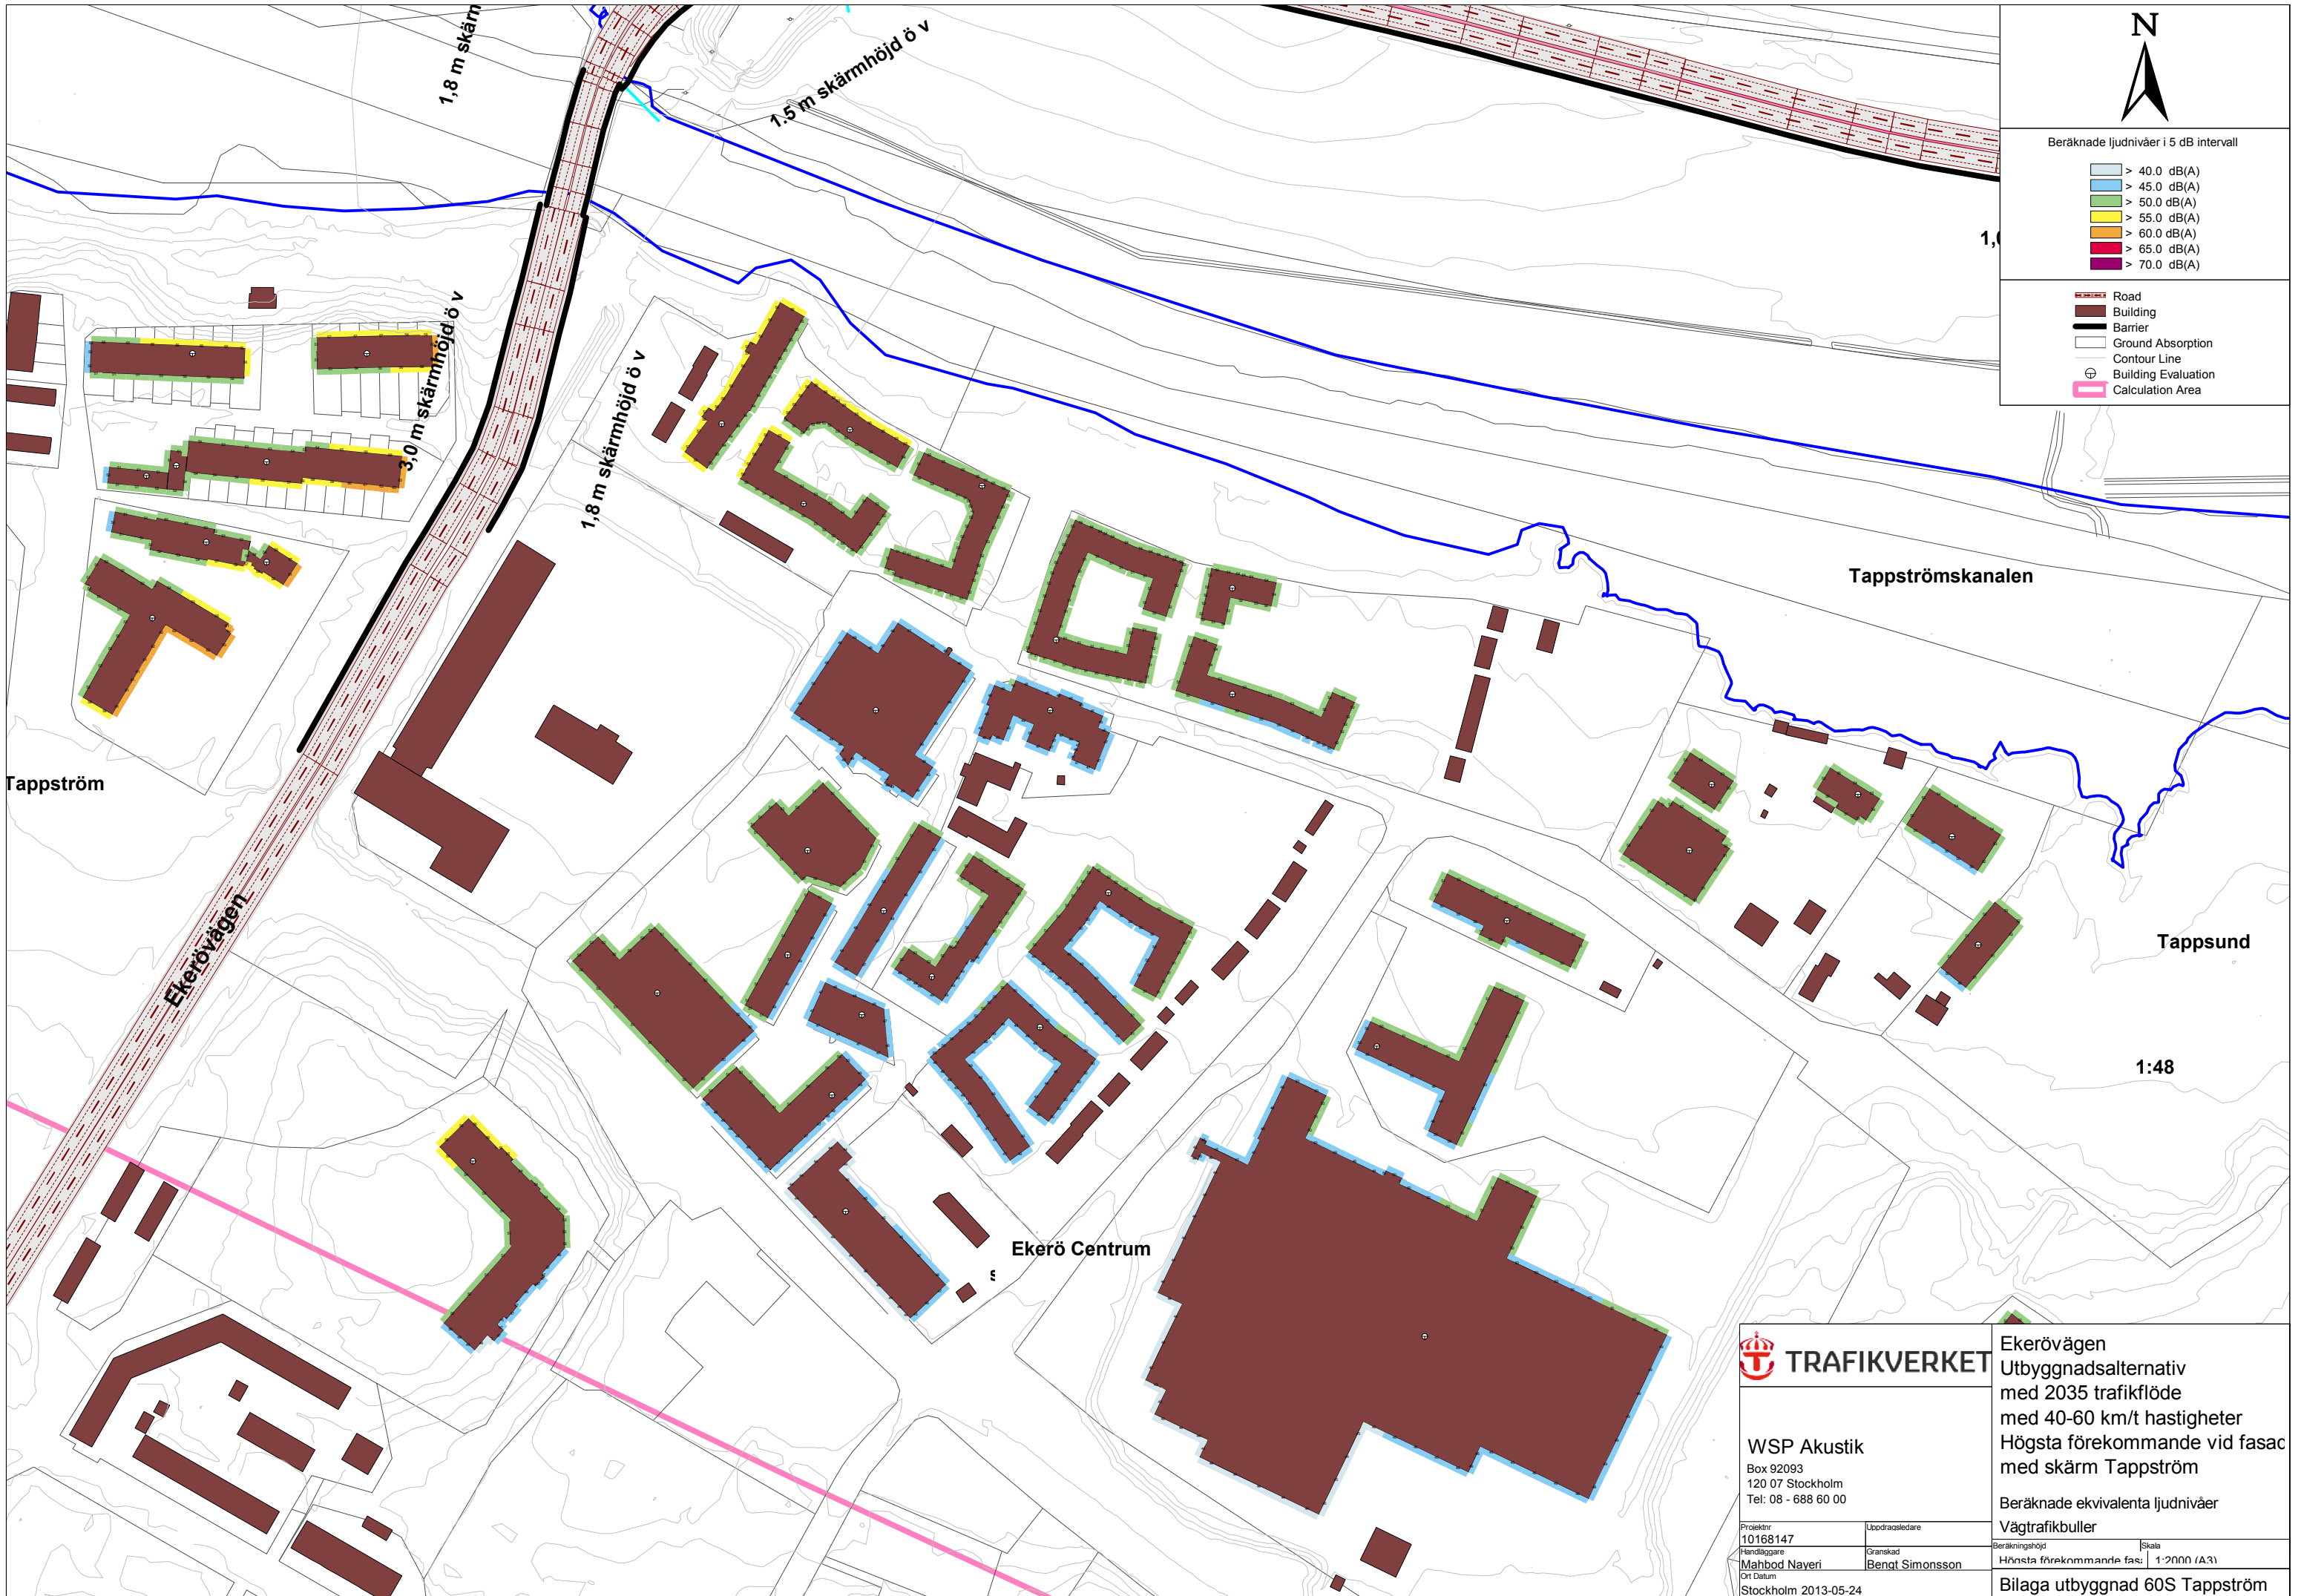 1,8 m skärm
1.5 m skärmhöjd ö v
N
Beräknade ljudnivåer i 5 dB intervall
> 40.0 dB(A)
> 45.0 dB(A)
> 50.0 dB(A)
> 55.0 dB(A)
> 60.0 dB(A)
> 65.0 dB(A)
> 70.0 dB(A)
Road
Building
Barrier
Ground Absorption
Contour Line
Building Evaluation
Calculation Area
3,0 m skärmhöjd ö v
1,8 m skärmhöjd ö v
Tappströmskanalen
Tappström
Ekerövägen
Tappsund
1:48
Ekerö Centrum
TRAFIKVERKET
WSP Akustik
Box 92093
120 07 Stockholm
Tel: 08 - 688 60 00
Projektnr
10168147
Uppdragsledare
Handläggare
Mahbod Nayeri
Granskad
Bengt Simonsson
Ort Datum
Stockholm 2013-05-24
Ekerövägen
Utbyggnadsalternativ
med 2035 trafikflöde
med 40-60 km/t hastigheter
Högsta förekommande vid fasad
med skärm Tappström
Beräknade ekvivalenta ljudnivåer
Vägtrafikbuller
Beräkningshöjd
Högsta förekommande fas
Skala
1:2000 (A3)
Bilaga utbyggnad 60S Tappström